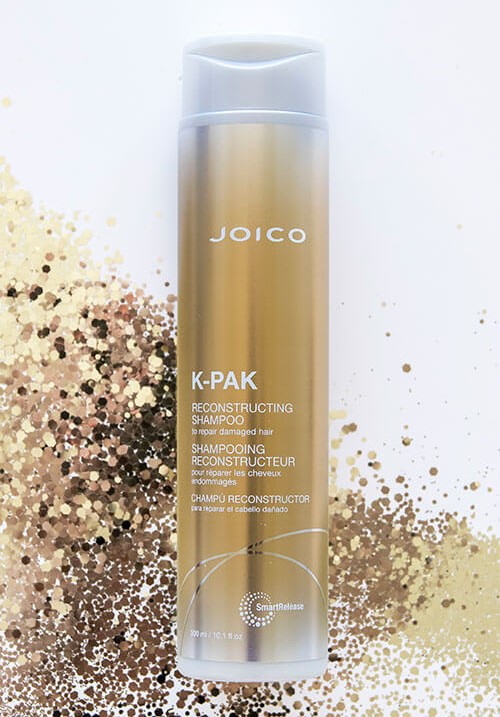 JOICO
K-PAK
RECONSTRUCTING
SHAMPOO
to repair damaged hair
SHAMPOOING
RECONSTRUCTEUR
pour réparer les cheveux
endommagés
CHAMPÚ RECONSTRUCTOR
para reparar el cabello dañado
SmartRelease
300 ml / 10.1 fl oz